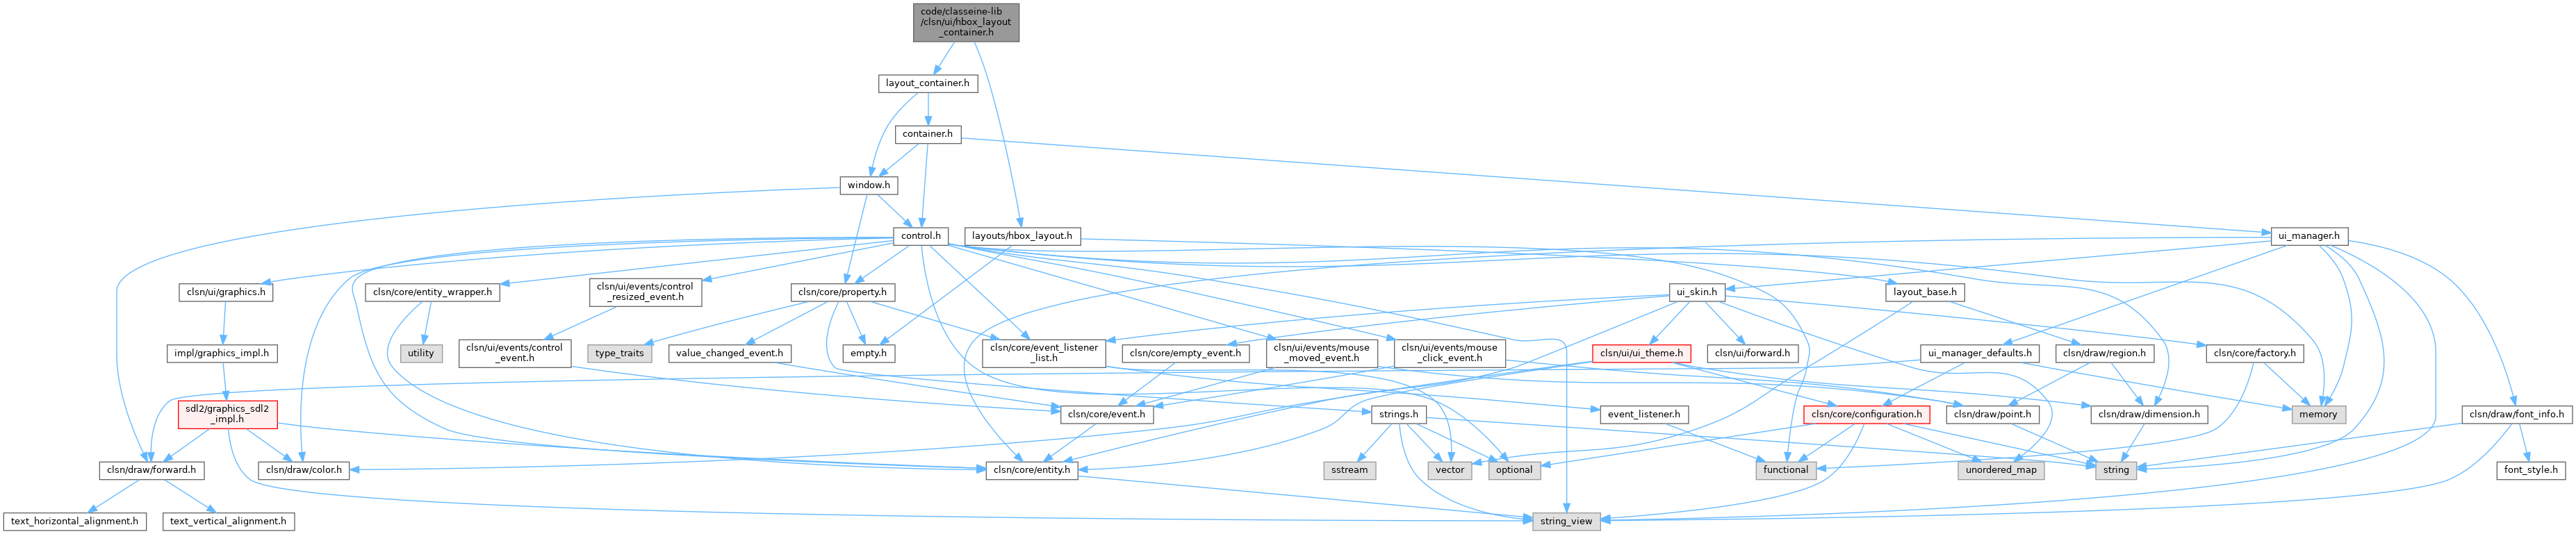 code/classeine-lib
/clsn/ui/hbox_layout
_container.h
layout_container.h
container.h
window.h
control.h
layouts/hbox_layout.h
ui_manager.h
clsn/ui/graphics.h
clsn/core/entity_wrapper.h
clsn/ui/events/control
_resized_event.h
clsn/core/property.h
ui_skin.h
layout_base.h
impl/graphics_impl.h
utility
clsn/ui/events/control
_event.h
type_traits
value_changed_event.h
empty.h
clsn/core/event_listener
_list.h
clsn/core/empty_event.h
clsn/ui/events/mouse
_moved_event.h
clsn/ui/events/mouse
_click_event.h
clsn/ui/ui_theme.h
clsn/ui/forward.h
ui_manager_defaults.h
clsn/draw/region.h
clsn/core/factory.h
sdl2/graphics_sdl2
_impl.h
clsn/core/event.h
strings.h
event_listener.h
clsn/core/configuration.h
clsn/draw/point.h
clsn/draw/dimension.h
memory
clsn/draw/font_info.h
clsn/draw/forward.h
clsn/draw/color.h
clsn/core/entity.h
sstream
vector
optional
functional
unordered_map
string
font_style.h
text_horizontal_alignment.h
text_vertical_alignment.h
string_view